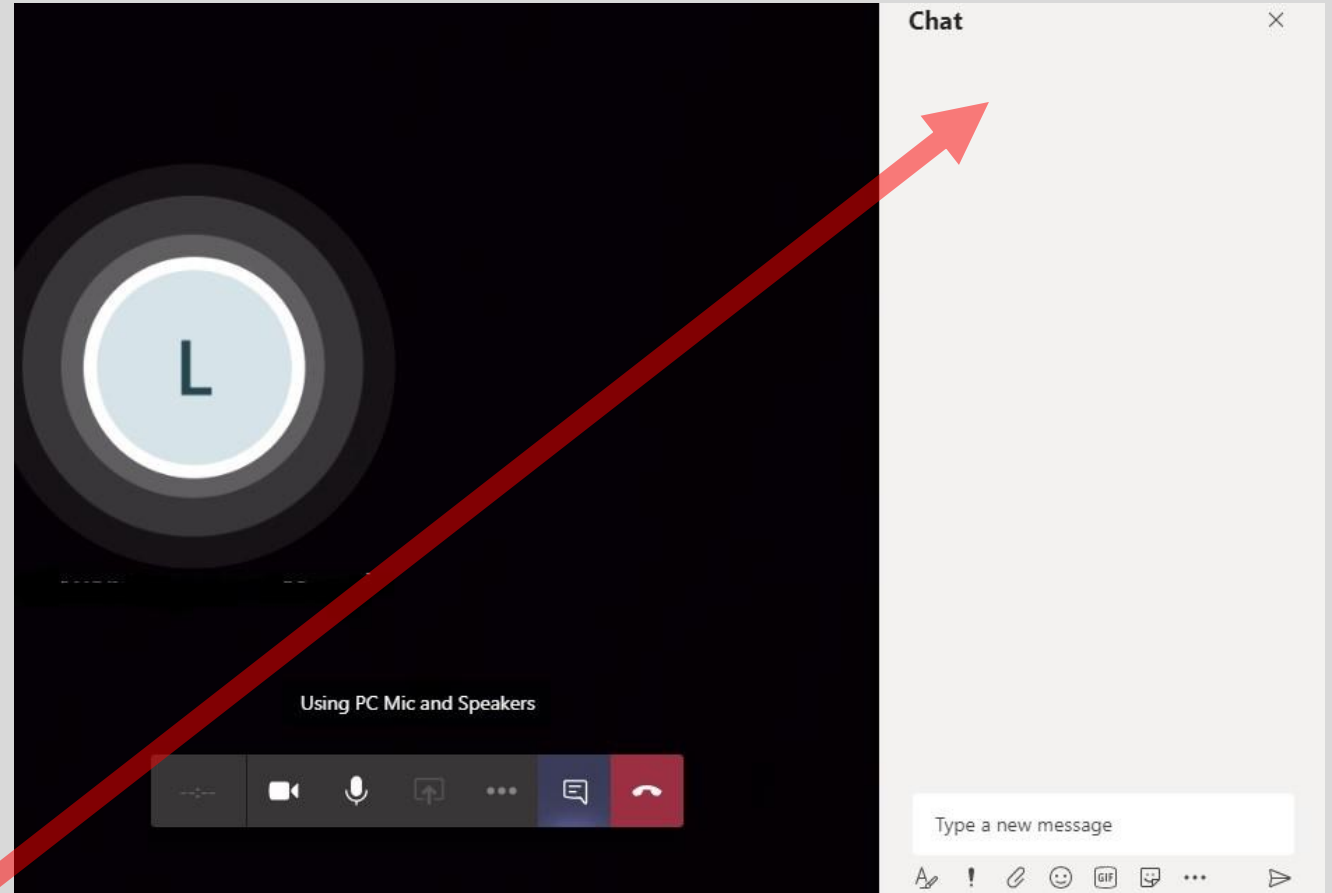 Chat
L
Using PC Mic and Speakers
--:--
Type a new message
GIF